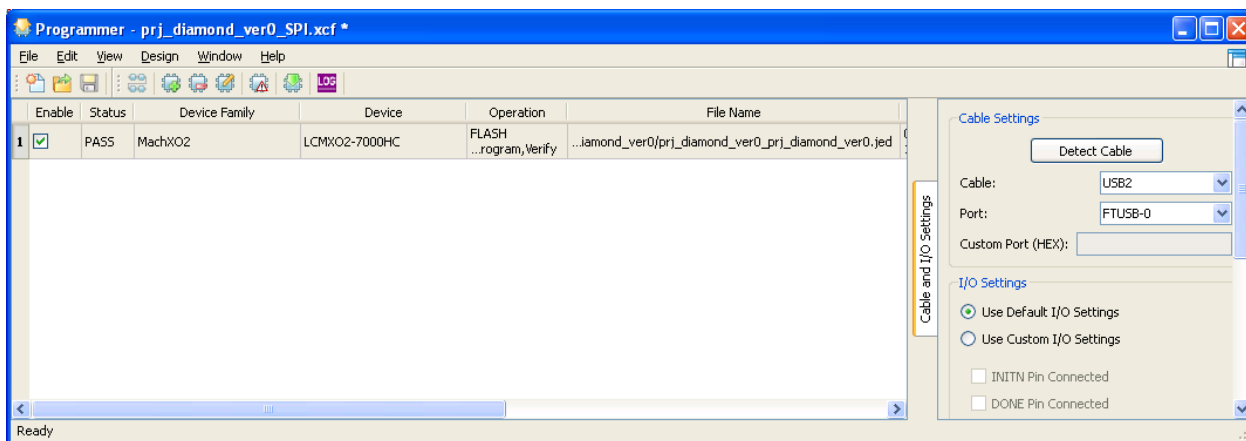 Programmer - prj_diamond_ver0_SPI.xcf *
File Edit View Design Window Help
LOG
Enable Status Device Family Device Operation File Name
1 PASS MachXO2 LCMXO2-7000HC FLASH ...rogram,Verify ...iamond_ver0/prj_diamond_ver0_prj_diamond_ver0.jed
Cable and I/O Settings
Cable Settings
Detect Cable
Cable: USB2
Port: FTUSB-0
Custom Port (HEX):
I/O Settings
Use Default I/O Settings
Use Custom I/O Settings
INITN Pin Connected
DONE Pin Connected
Ready